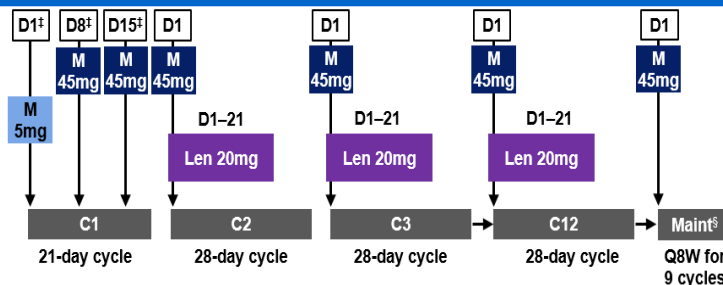 D1‡ D8‡ D15‡ D1 D1 D1 D1
M M M M M M
45mg 45mg 45mg 45mg 45mg 45mg
M
5mg
D1–21 D1–21 D1–21
Len 20mg Len 20mg Len 20mg
C1 C2 C3 C12 Maint§
21-day cycle 28-day cycle 28-day cycle 28-day cycle Q8W for
9 cycles